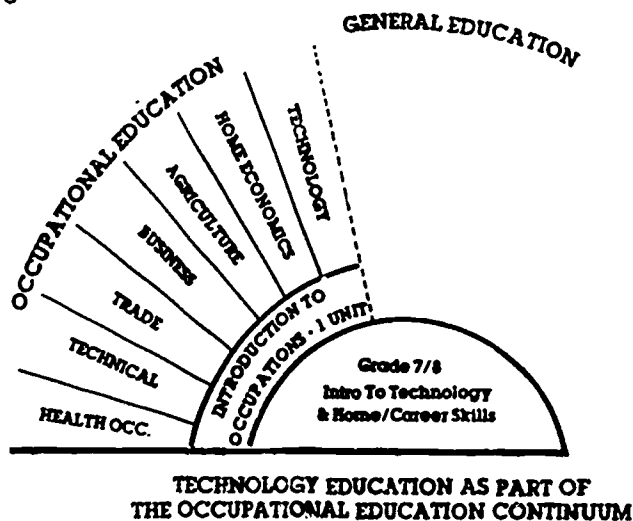 GENERAL EDUCATION
OCCUPATIONAL EDUCATION
TECHNOLOGY
HOME ECONOMICS
AGRICULTURE
BUSINESS
TRADE
TECHNICAL
HEALTH OCC.
INTRODUCTION TO
OCCUPATIONS - 1 UNIT
Grade 7/8
Intro To Technology
& Home/Career Skills
TECHNOLOGY EDUCATION AS PART OF
THE OCCUPATIONAL EDUCATION CONTINUUM